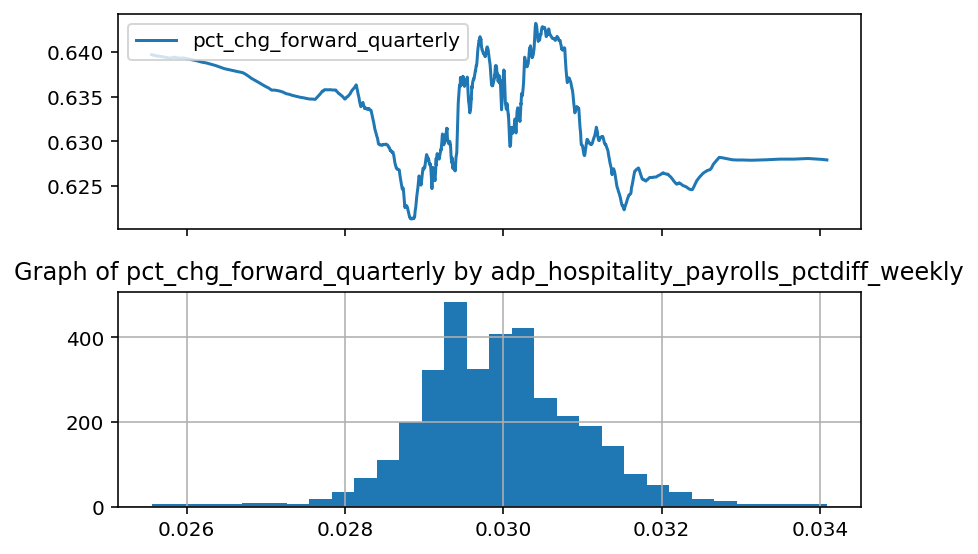 pct_chg_forward_quarterly
0.640
0.635
0.630
0.625
Graph of pct_chg_forward_quarterly by adp_hospitality_payrolls_pctdiff_weekly
400
200
0
0.026 0.028 0.030 0.032 0.034